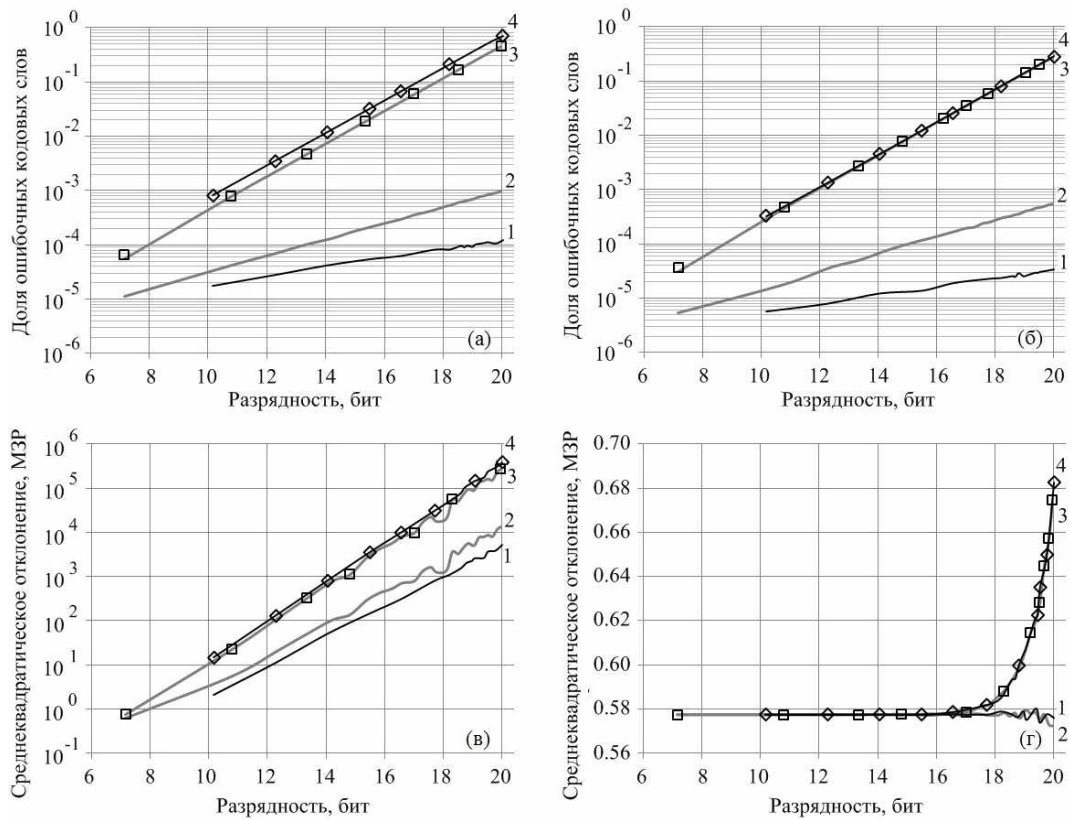 Доля ошибочных кодовых слов
10^0
10^-1
10^-2
10^-3
10^-4
10^-5
10^-6
4
3
2
1
(а)
6 8 10 12 14 16 18 20
Разрядность, бит
Доля ошибочных кодовых слов
10^0
10^-1
10^-2
10^-3
10^-4
10^-5
10^-6
4
3
2
1
(б)
6 8 10 12 14 16 18 20
Разрядность, бит
Среднеквадратическое отклонение, МЗР
10^6
10^5
10^4
10^3
10^2
10^1
10^0
10^-1
4
3
2
1
(в)
6 8 10 12 14 16 18 20
Разрядность, бит
Среднеквадратическое отклонение, МЗР
0.70
0.68
0.66
0.64
0.62
0.60
0.58
0.56
4
3
1
2
(г)
6 8 10 12 14 16 18 20
Разрядность, бит